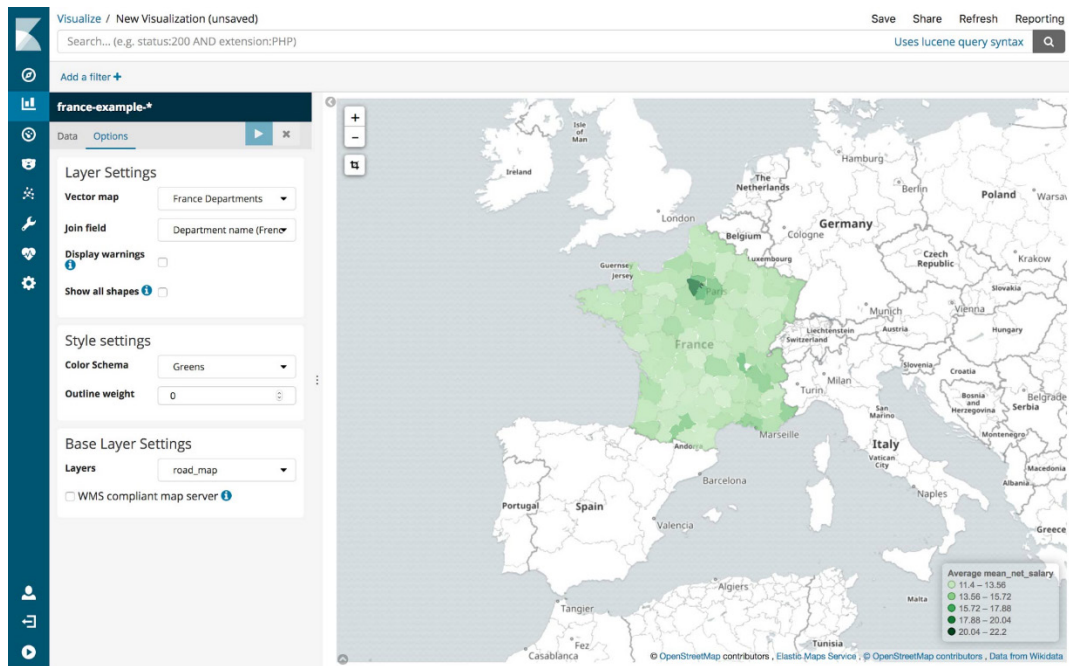 Visualize / New Visualization (unsaved)
Save Share Refresh Reporting
Search... (e.g. status:200 AND extension:PHP)
Uses lucene query syntax
Add a filter +
france-example-*
Data Options
Layer Settings
Vector map France Departments
Join field Department name (Frenc
Display warnings
Show all shapes
Style settings
Color Schema Greens
Outline weight 0
Base Layer Settings
Layers road_map
WMS compliant map server
+
−
Isle
of
Man
Ireland
Hamburg
The
Netherlands
Berlin
Poland
Warsaw
London
Belgium
Cologne
Germany
Guernsey
Jersey
Luxembourg
Czech
Republic
Krakow
Paris
Slovakia
Munich
Vienna
France
Liechtenstein
Switzerland
Austria
Hungary
Slovenia
Croatia
Turin
Milan
Bosnia
and
Herzegovina
Belgrade
Serbia
San
Marino
Marseille
Montenegro
Andorra
Italy
Vatican
City
Macedonia
Albania
Barcelona
Naples
Portugal
Spain
Valencia
Greece
Algiers
Malta
Tangier
Fez
Casablanca
Tunisia
Average mean_net_salary
11.4 – 13.56
13.56 – 15.72
15.72 – 17.88
17.88 – 20.04
20.04 – 22.2
© OpenStreetMap contributors , Elastic Maps Service , © OpenStreetMap contributors , Data from Wikidata